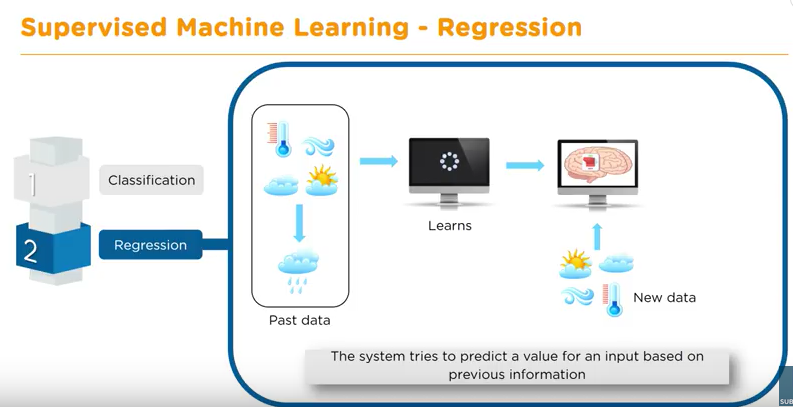 Supervised Machine Learning - Regression
1
Classification
2
Regression
Learns
New data
Past data
The system tries to predict a value for an input based on
previous information
SUB